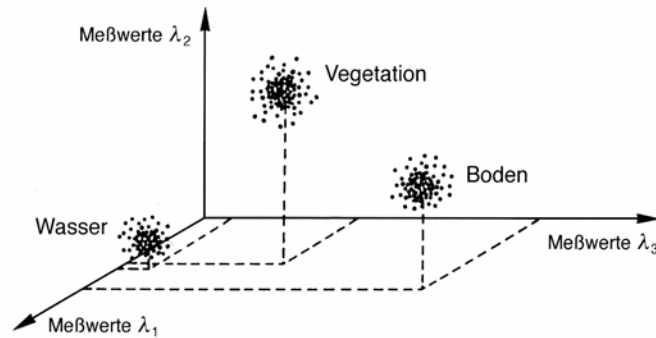 Meßwerte λ₂
Vegetation
Boden
Wasser
Meßwerte λ₃
Meßwerte λ₁